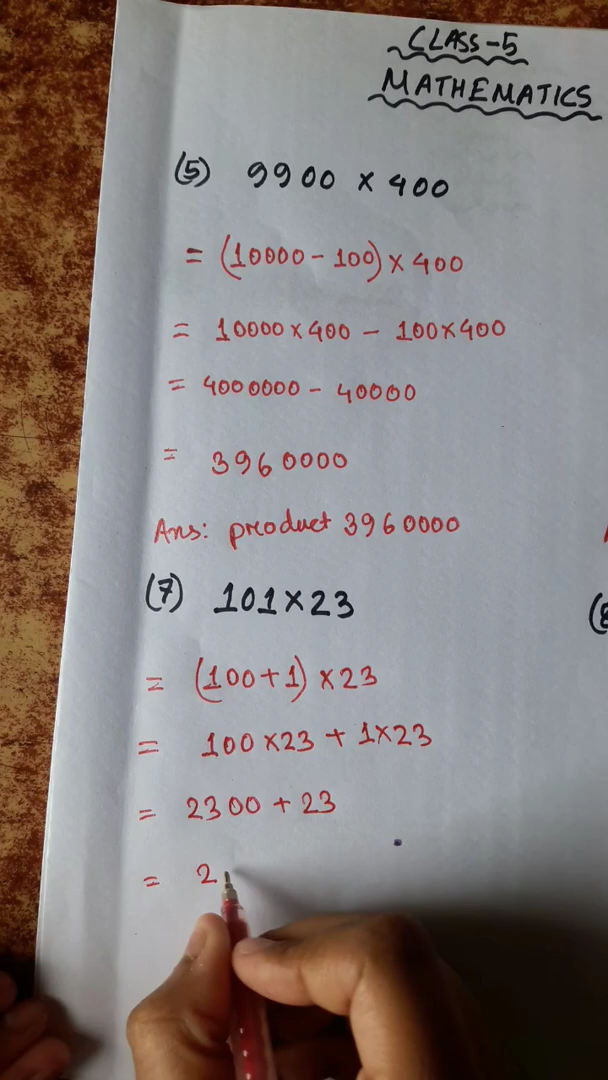 CLASS-5
MATHEMATICS
(5) 9900 × 400
= (10000 - 100) × 400
= 10000 × 400 - 100 × 400
= 4000000 - 40000
= 3960000
Ans: product 3960000
(7) 101 × 23
(8
= (100 + 1) × 23
= 100 × 23 + 1 × 23
= 2300 + 23
= 2